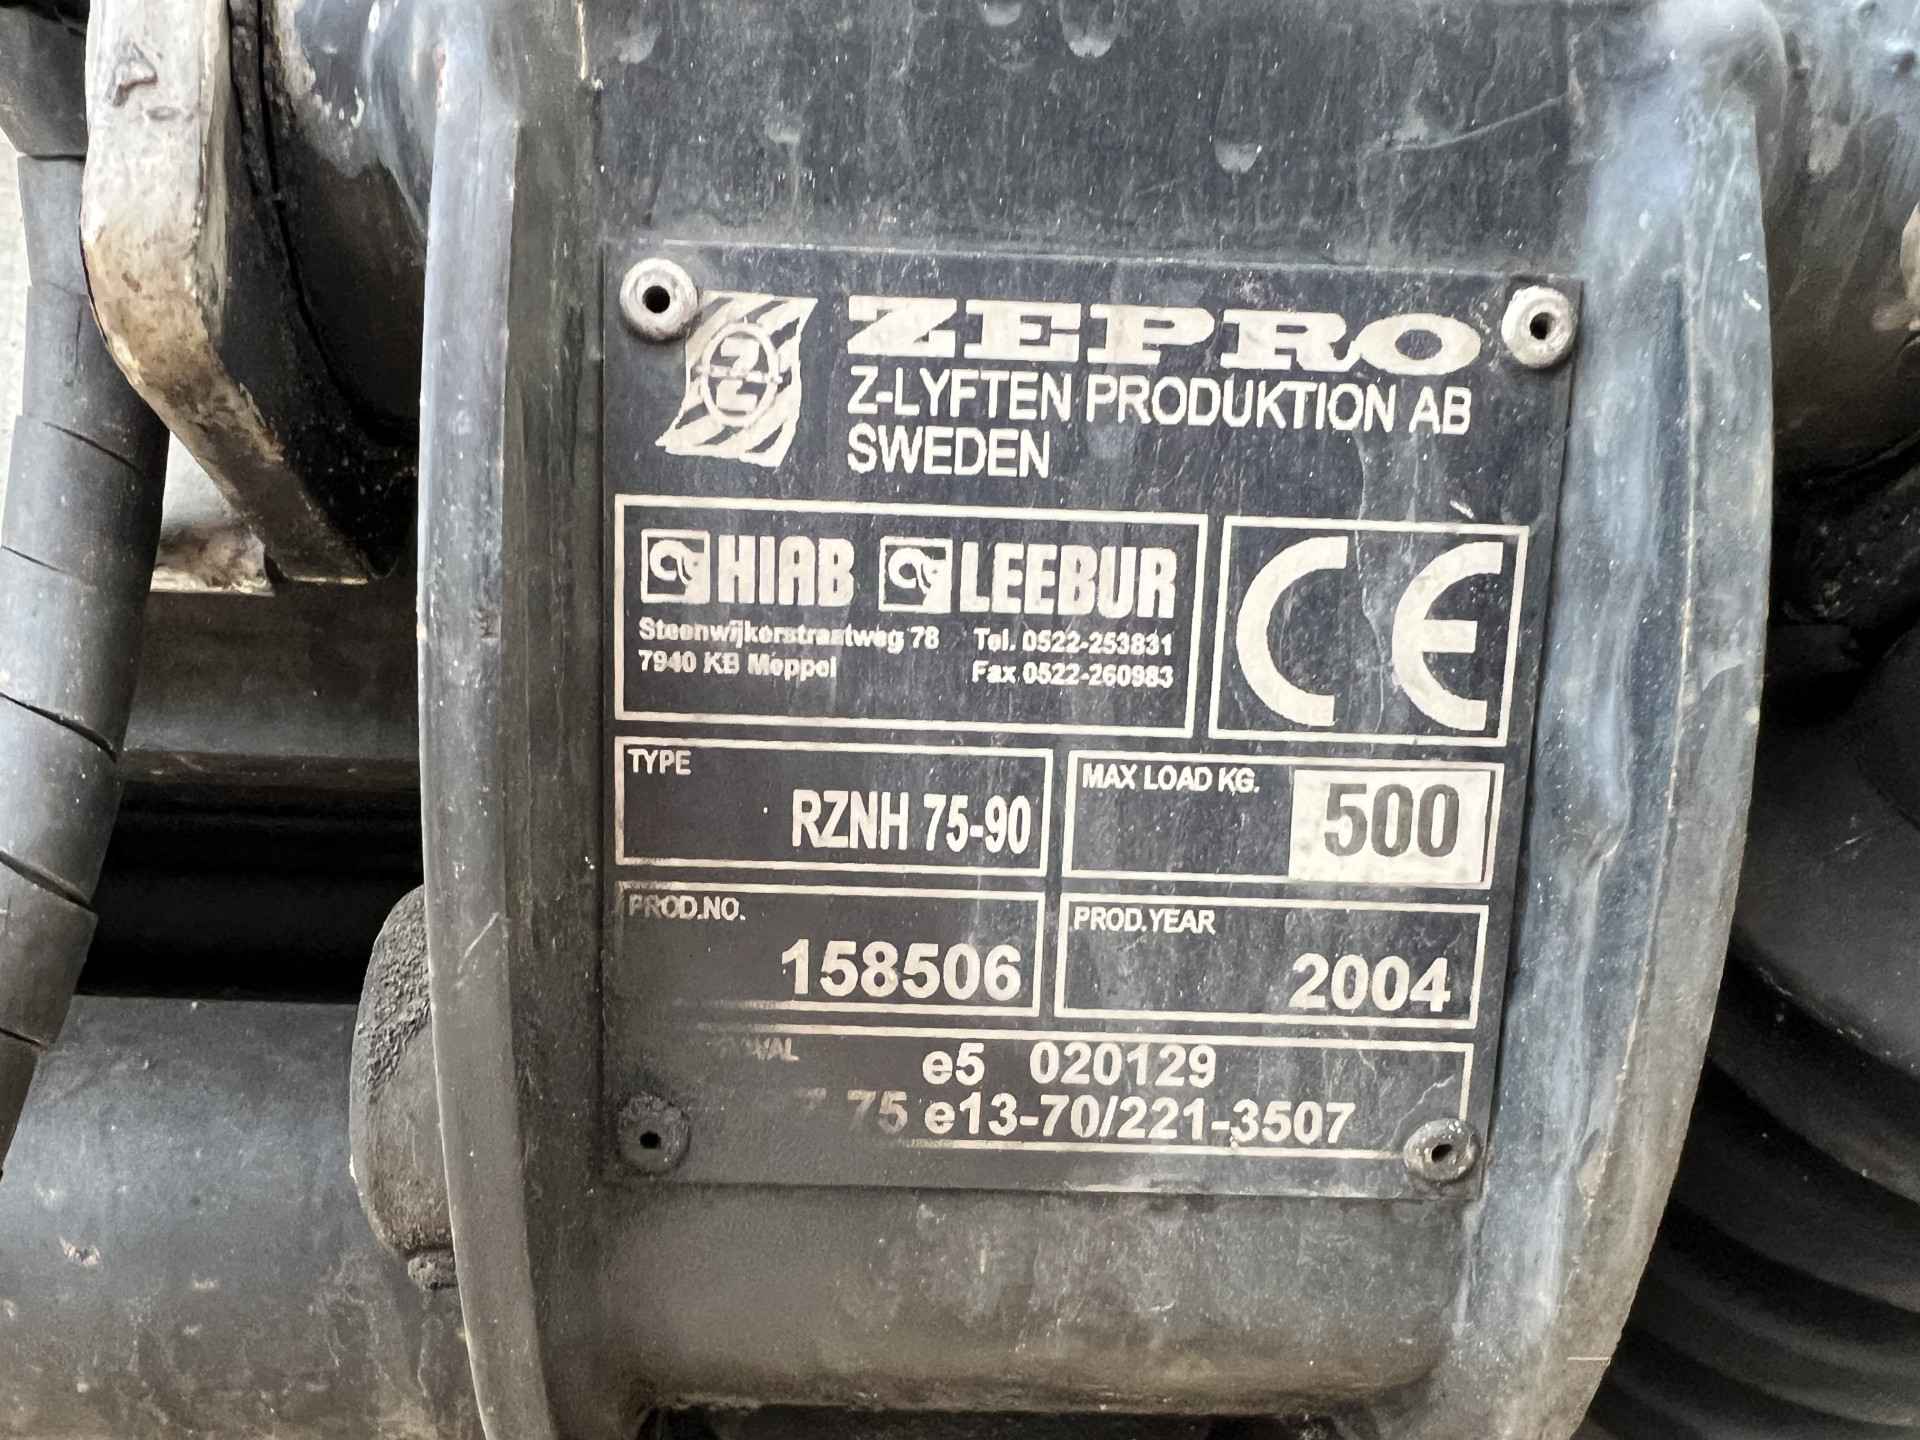 Z
ZEPRO
Z-LYFTEN PRODUKTION AB
SWEDEN
HIAB LEEBUR
Steenwijkerstraatweg 78 Tel. 0522-253831
7940 KB Meppel Fax 0522-260983
CE
TYPE
RZNH 75-90
MAX LOAD KG.
500
PROD.NO.
158506
PROD.YEAR
2004
e5 020129
75 e13-70/221-3507